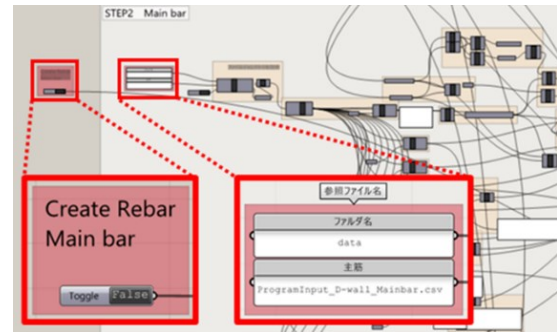 STEP2 Main bar
Create Rebar
Main bar
Toggle False
参照ファイル名
フォルダ名
data
主筋
ProgramInput_D-wall_Mainbar.csv